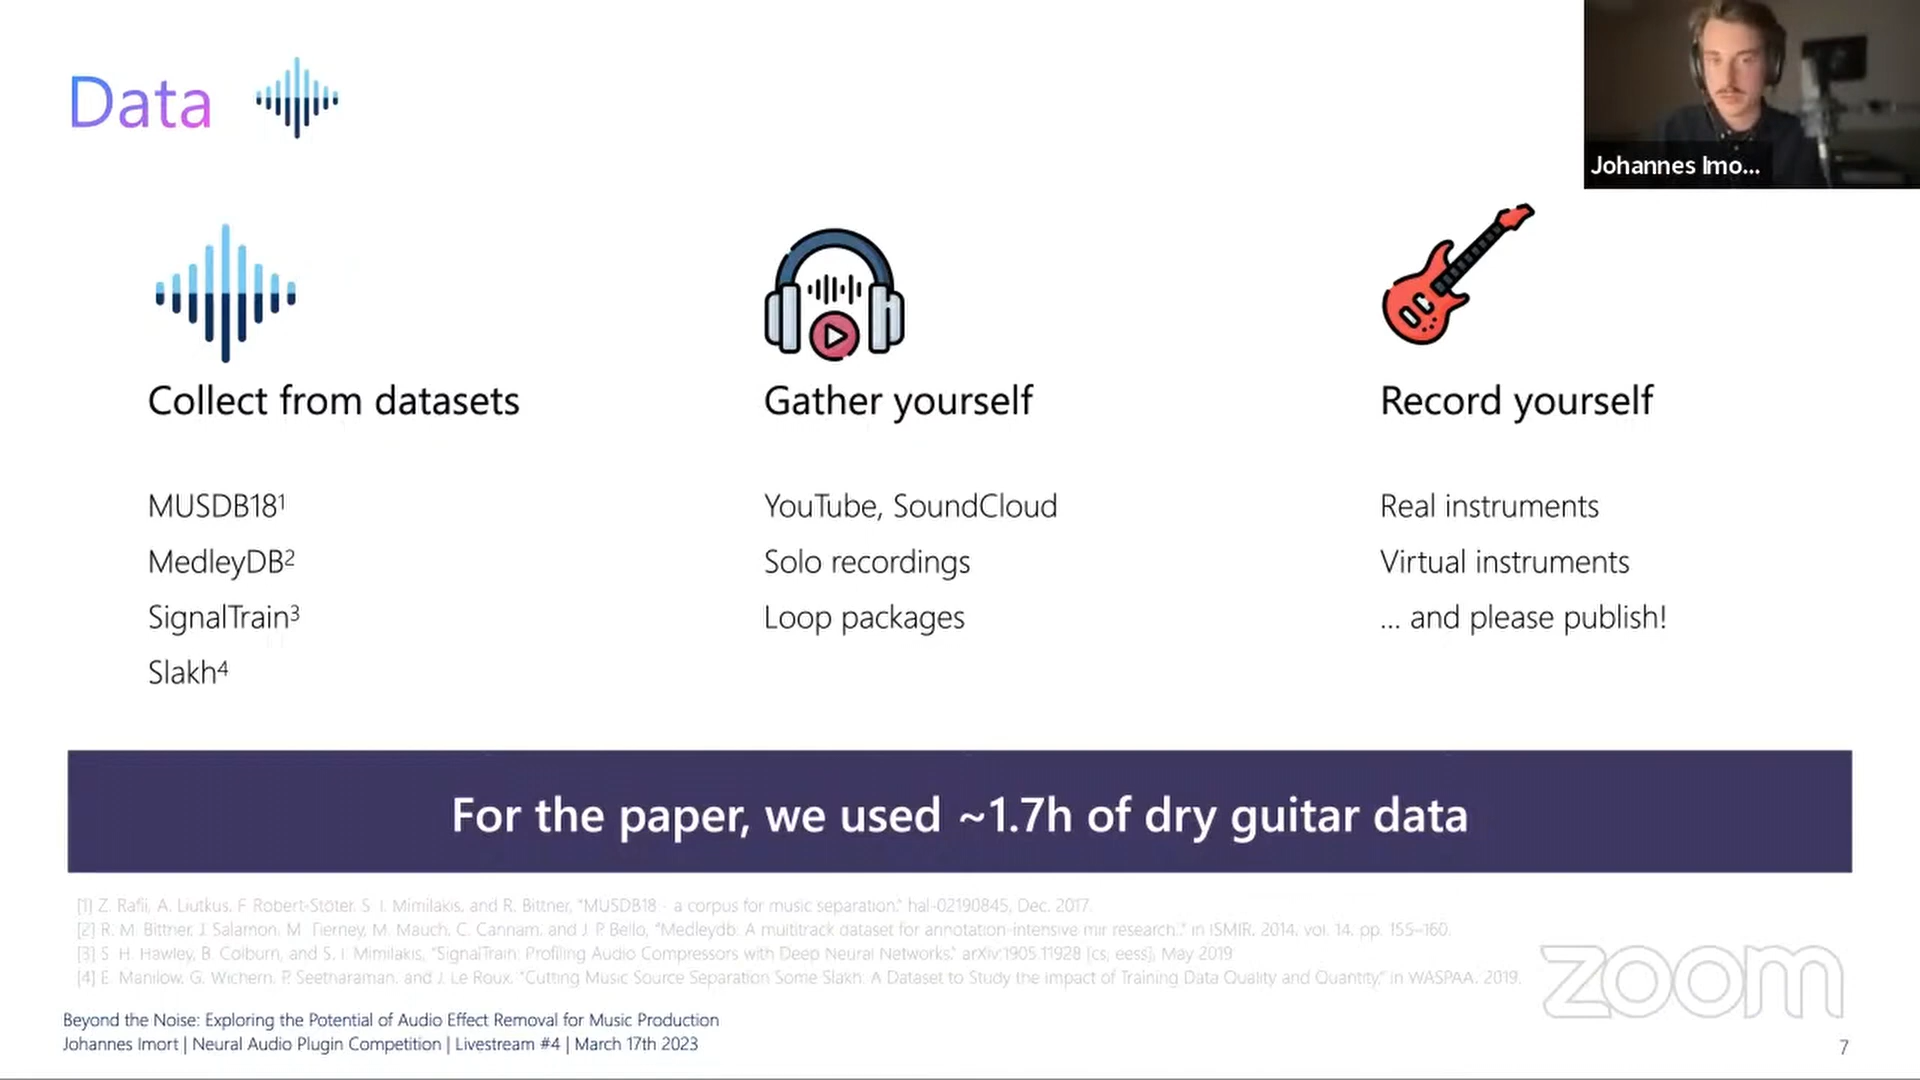 Data
Johannes Imo...
Collect from datasets
MUSDB18¹
MedleyDB²
SignalTrain³
Slakh⁴
Gather yourself
YouTube, SoundCloud
Solo recordings
Loop packages
Record yourself
Real instruments
Virtual instruments
... and please publish!
For the paper, we used ~1.7h of dry guitar data
[1] Z. Rafii, A. Liutkus, F. Robert-Stöter, S. I. Mimilakis, and R. Bittner, "MUSDB18 - a corpus for music separation." hal-02190845, Dec. 2017.
[2] R. M. Bittner, J. Salamon, M. Tierney, M. Mauch, C. Cannam, and J. P. Bello, "Medleydb: A multitrack dataset for annotation-intensive mir research.," in ISMIR, 2014, vol. 14, pp. 155–160.
[3] S. H. Hawley, B. Colburn, and S. I. Mimilakis, "SignalTrain: Profiling Audio Compressors with Deep Neural Networks." arXiv:1905.11928 [cs, eess], May 2019
[4] E. Manilow, G. Wichern, P. Seetharaman, and J. Le Roux, "Cutting Music Source Separation Some Slakh: A Dataset to Study the Impact of Training Data Quality and Quantity," in WASPAA, 2019.
zoom
Beyond the Noise: Exploring the Potential of Audio Effect Removal for Music Production
Johannes Imort | Neural Audio Plugin Competition | Livestream #4 | March 17th 2023
7